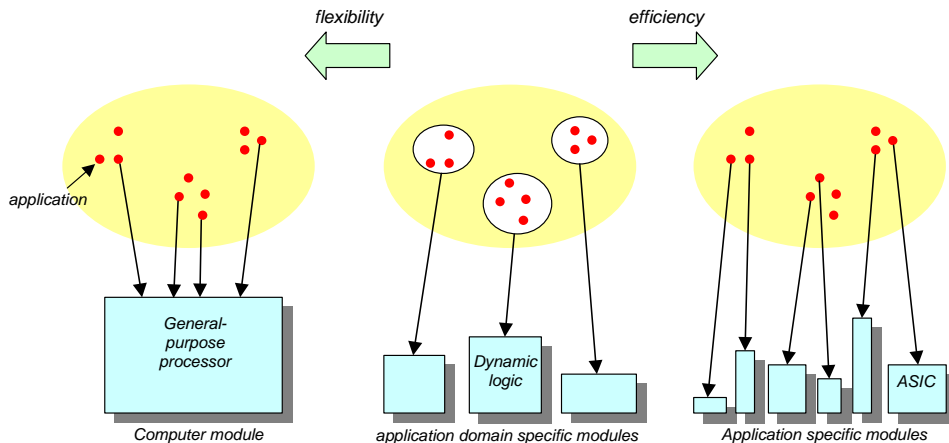 flexibility
efficiency
application
General-
purpose
processor
Dynamic
logic
ASIC
Computer module
application domain specific modules
Application specific modules